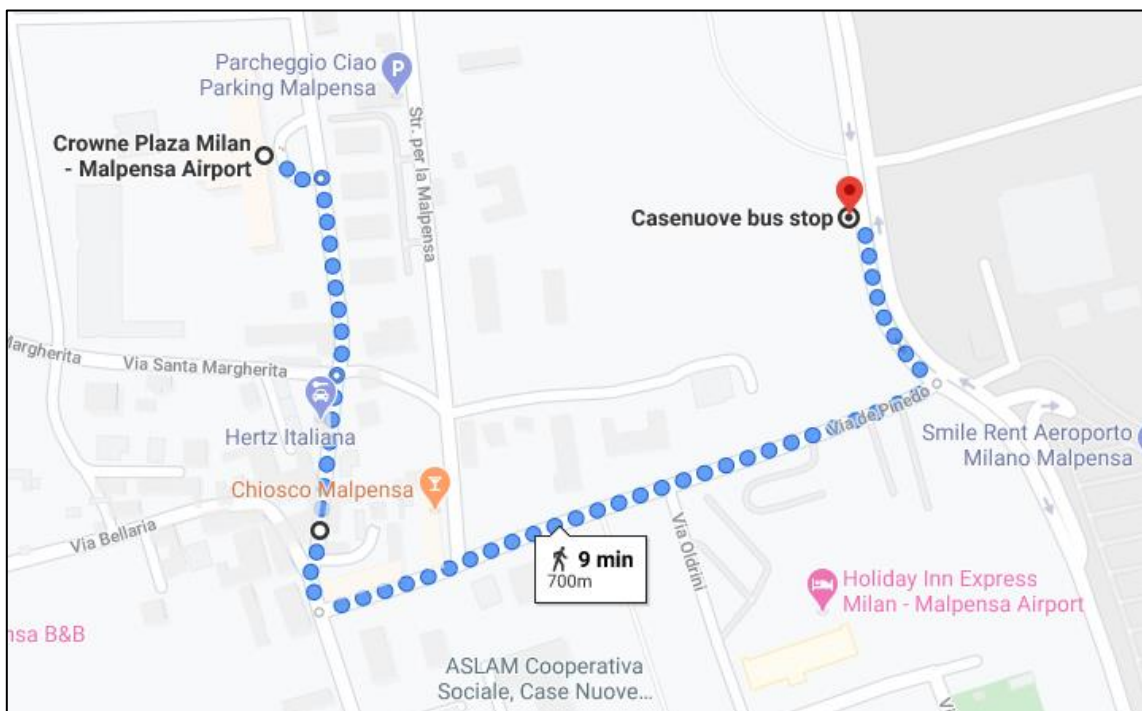 Parcheggio Ciao
Parking Malpensa
P
Crowne Plaza Milan
- Malpensa Airport
Str. per la Malpensa
Casenuove bus stop
Margherita
Via Santa Margherita
Hertz Italiana
Via de Pinedo
Smile Rent Aeroporto
Milano Malpensa
Chiosco Malpensa
Via Bellaria
Via Oldrini
9 min
700m
Holiday Inn Express
Milan - Malpensa Airport
nsa B&B
ASLAM Cooperativa
Sociale, Case Nuove...